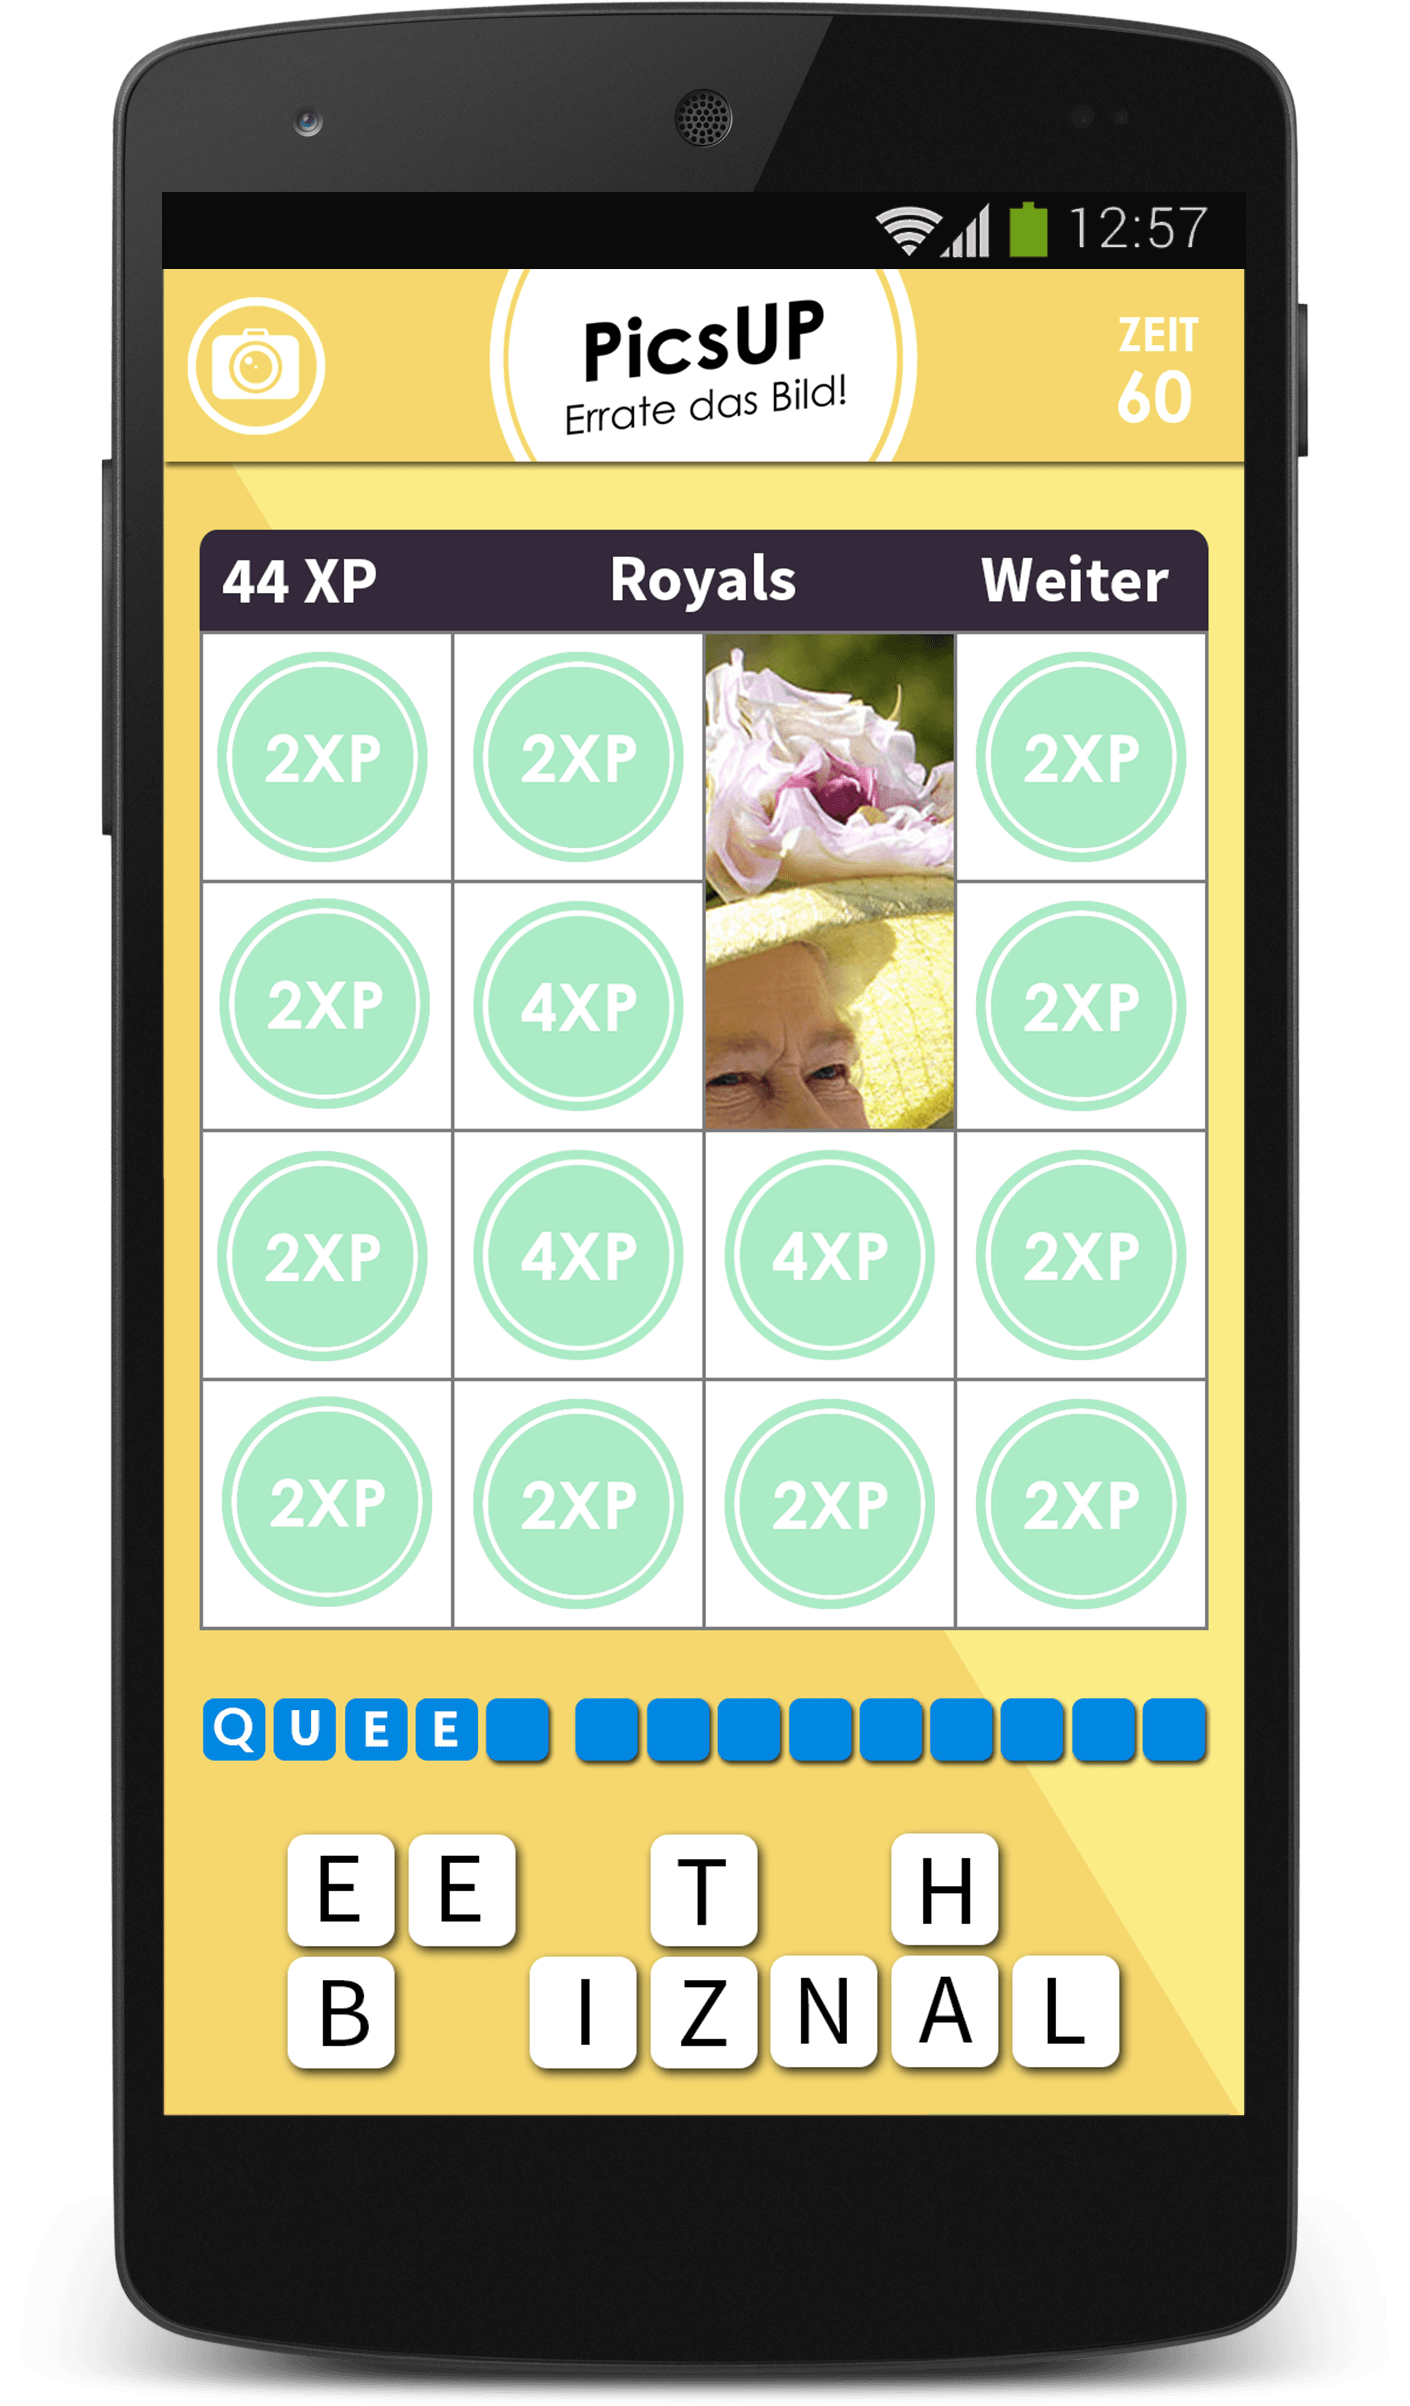 12:57
PicsUP
Errate das Bild!
ZEIT
60
44 XP Royals Weiter
2XP 2XP 2XP
2XP 4XP 2XP
2XP 4XP 4XP 2XP
2XP 2XP 2XP 2XP
QUEE
E E T H
B I Z N A L